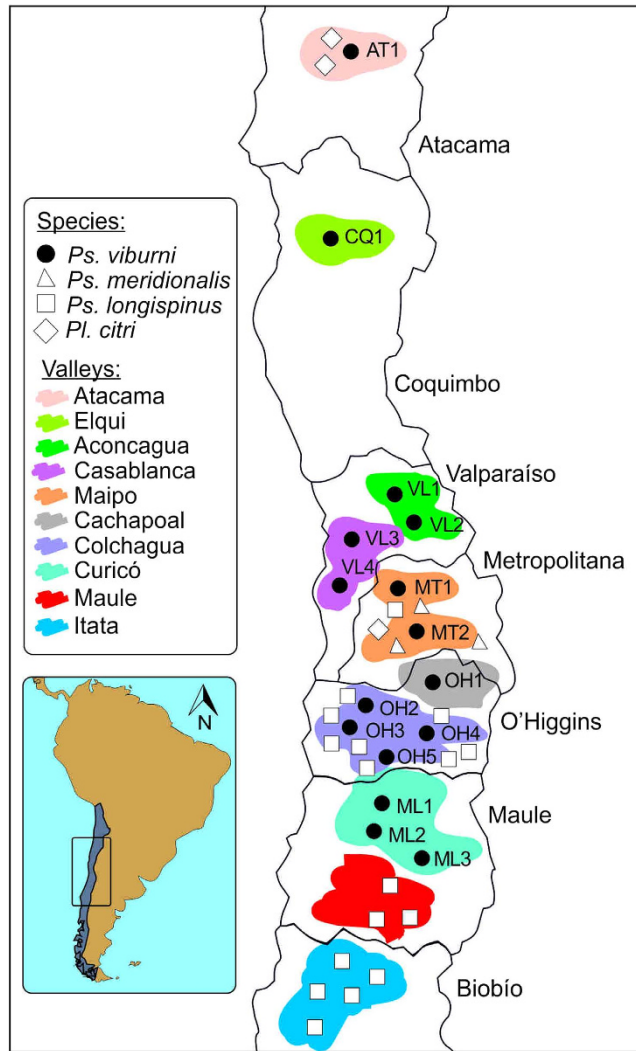 AT1
Atacama
Species:
Ps. viburni
Ps. meridionalis
Ps. longispinus
Pl. citri
Valleys:
Atacama
Elqui
Aconcagua
Casablanca
Maipo
Cachapoal
Colchagua
Curicó
Maule
Itata
N
CQ1
Coquimbo
Valparaíso
VL1
VL2
VL3
VL4
Metropolitana
MT1
MT2
OH1
OH2
O'Higgins
OH3
OH4
OH5
ML1
Maule
ML2
ML3
Biobío